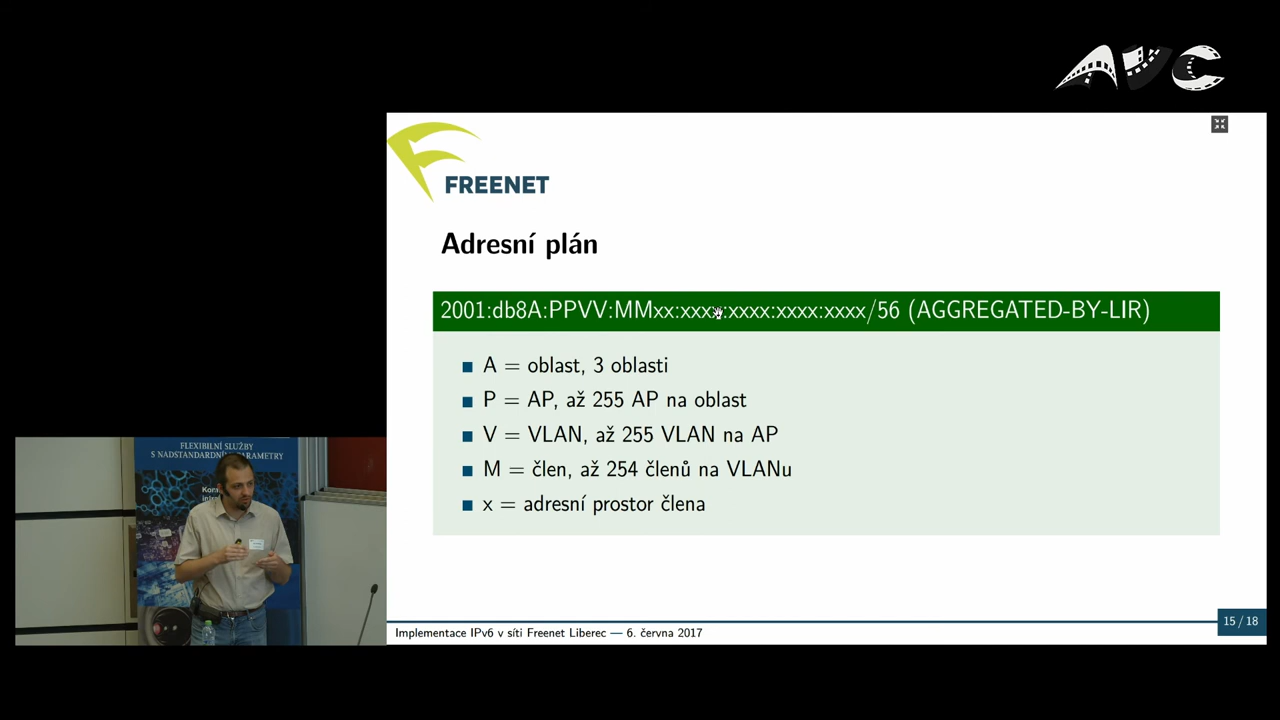 AVC
FREENET
Adresní plán
2001:db8A:PPVV:MMxx:xxxx:xxxx:xxxx:xxxx/56 (AGGREGATED-BY-LIR)
A = oblast, 3 oblasti
P = AP, až 255 AP na oblast
V = VLAN, až 255 VLAN na AP
M = člen, až 254 členů na VLANu
x = adresní prostor člena
Implementace IPv6 v síti Freenet Liberec — 6. června 2017
15 / 18
FLEXIBILNÍ SLUŽBY
S NADSTANDARDNÍMI PARAMETRY